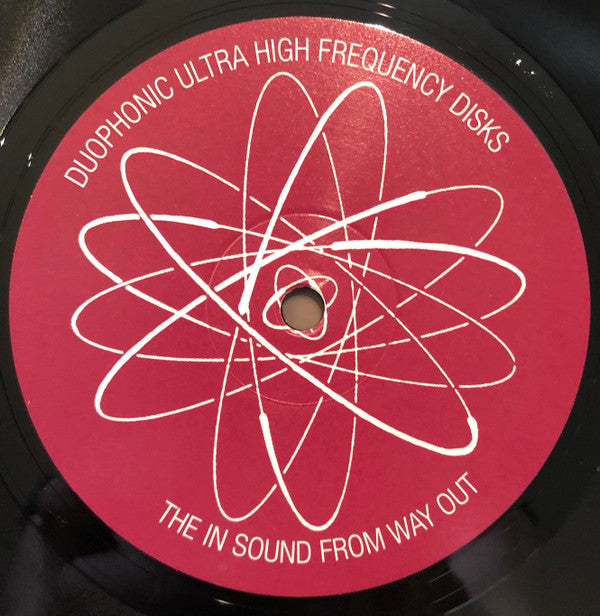 DUOPHONIC ULTRA HIGH FREQUENCY DISKS
THE IN SOUND FROM WAY OUT